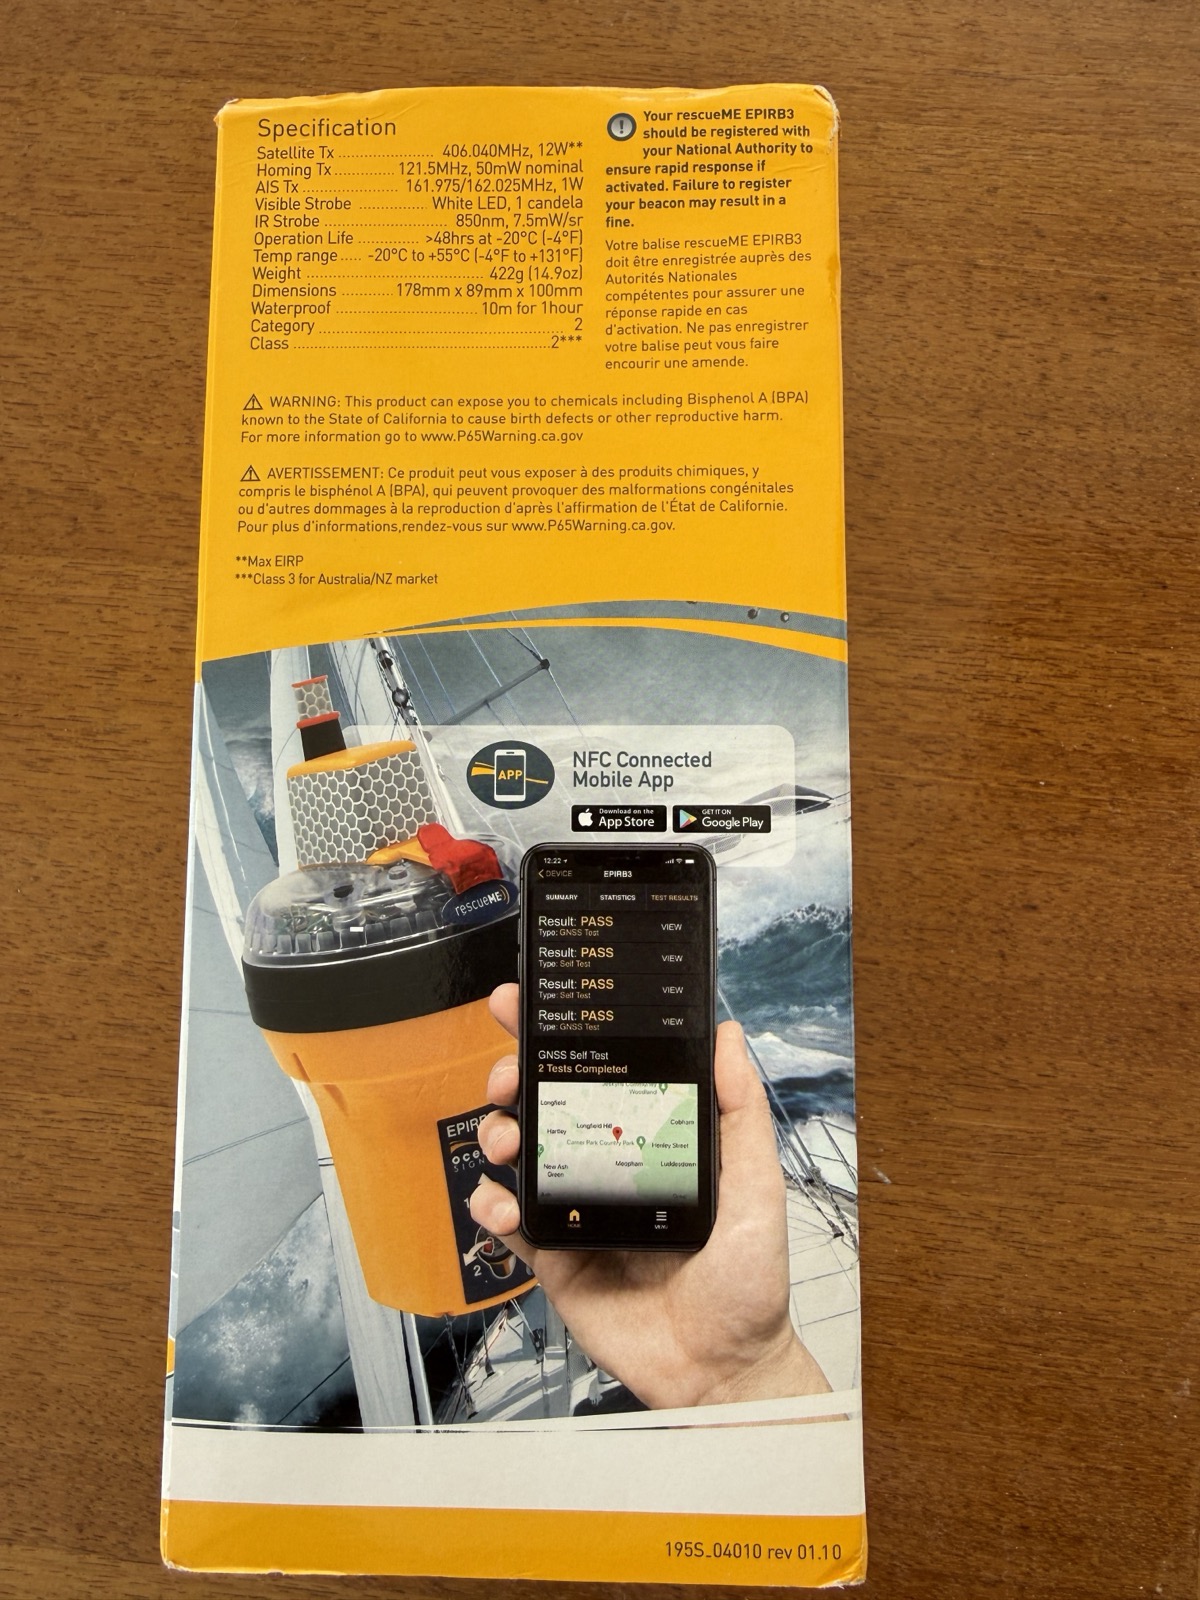 Specification
Satellite Tx ..................... 406.040MHz, 12W**
Homing Tx ............. 121.5MHz, 50mW nominal
AIS Tx ..................... 161.975/162.025MHz, 1W
Visible Strobe ............... White LED, 1 candela
IR Strobe ............................... 850nm, 7.5mW/sr
Operation Life ............. >48hrs at -20°C (-4°F)
Temp range ..... -20°C to +55°C (-4°F to +131°F)
Weight ........................................ 422g (14.9oz)
Dimensions ........... 178mm x 89mm x 100mm
Waterproof ................................. 10m for 1hour
Category ........................................................ 2
Class ......................................................... 2***
Your rescueME EPIRB3
should be registered with
your National Authority to
ensure rapid response if
activated. Failure to register
your beacon may result in a
fine.
Votre balise rescueME EPIRB3
doit être enregistrée auprès des
Autorités Nationales
compétentes pour assurer une
réponse rapide en cas
d'activation. Ne pas enregistrer
votre balise peut vous faire
encourir une amende.
WARNING: This product can expose you to chemicals including Bisphenol A (BPA)
known to the State of California to cause birth defects or other reproductive harm.
For more information go to www.P65Warning.ca.gov
AVERTISSEMENT: Ce produit peut vous exposer à des produits chimiques, y
compris le bisphénol A (BPA), qui peuvent provoquer des malformations congénitales
ou d'autres dommages à la reproduction d'après l'affirmation de l'État de Californie.
Pour plus d'informations,rendez-vous sur www.P65Warning.ca.gov.
**Max EIRP
***Class 3 for Australia/NZ market
APP
NFC Connected
Mobile App
Download on the
App Store
GET IT ON
Google Play
rescueME
12:22
DEVICE EPIRB3
SUMMARY STATISTICS TEST RESULTS
Result: PASS
Type: GNSS Test
VIEW
Result: PASS
Type: Self Test
VIEW
Result: PASS
Type: Self Test
VIEW
Result: PASS
Type: GNSS Test
VIEW
GNSS Self Test
2 Tests Completed
Woodland
Longfield
Cobham
Hartley
Longfield Hill
Camer Park Country Park
Henley Street
New Ash
Green
Meopham
Luddesdown
HOME MENU
EPIRB
oce
SIGN
1
2
195S_04010 rev 01.10